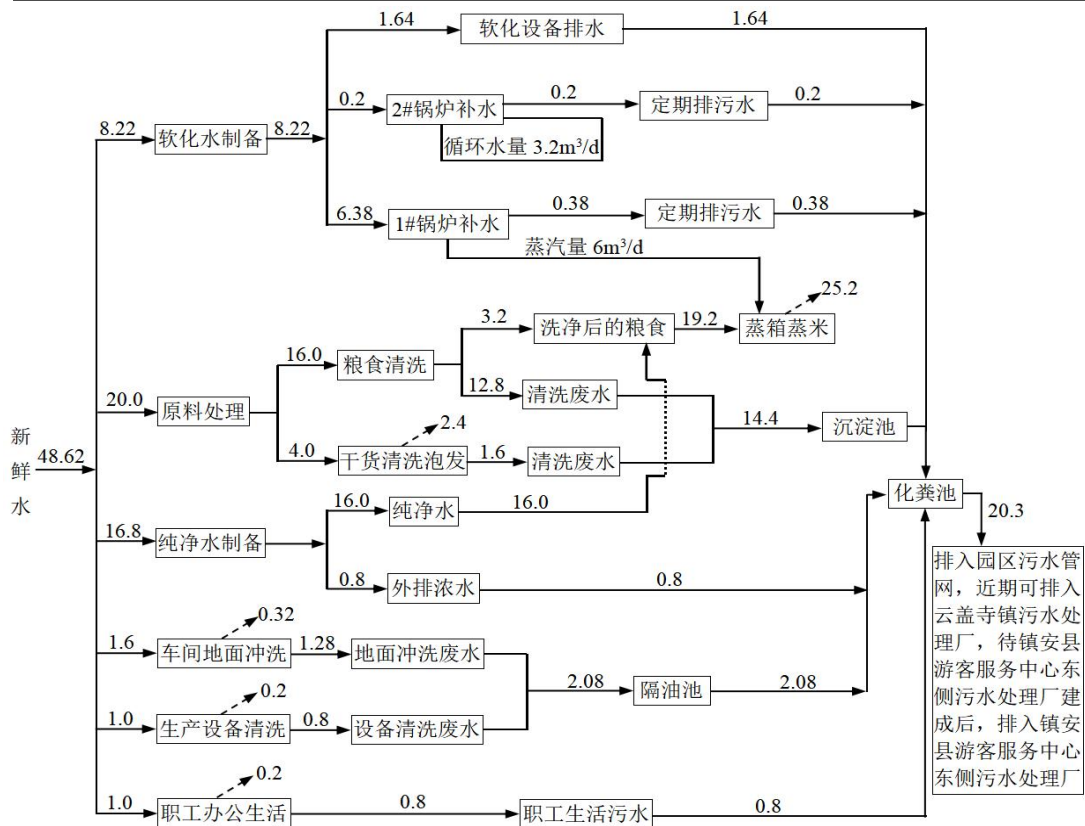 1.64
软化设备排水
1.64
0.2
2#锅炉补水
0.2
定期排污水
0.2
循环水量 3.2m³/d
8.22
软化水制备
8.22
6.38
1#锅炉补水
0.38
定期排污水
0.38
蒸汽量 6m³/d
25.2
3.2
洗净后的粮食
19.2
蒸箱蒸米
16.0
粮食清洗
12.8
清洗废水
20.0
原料处理
2.4
14.4
沉淀池
4.0
干货清洗泡发
1.6
清洗废水
新
鲜
水
48.62
16.0
纯净水
16.0
化粪池
20.3
16.8
纯净水制备
0.8
外排浓水
0.8
0.32
1.6
车间地面冲洗
1.28
地面冲洗废水
2.08
隔油池
2.08
0.2
1.0
生产设备清洗
0.8
设备清洗废水
0.2
1.0
职工办公生活
0.8
职工生活污水
0.8
排入园区污水管
网，近期可排入
云盖寺镇污水处
理厂，待镇安县
游客服务中心东
侧污水处理厂建
成后，排入镇安
县游客服务中心
东侧污水处理厂